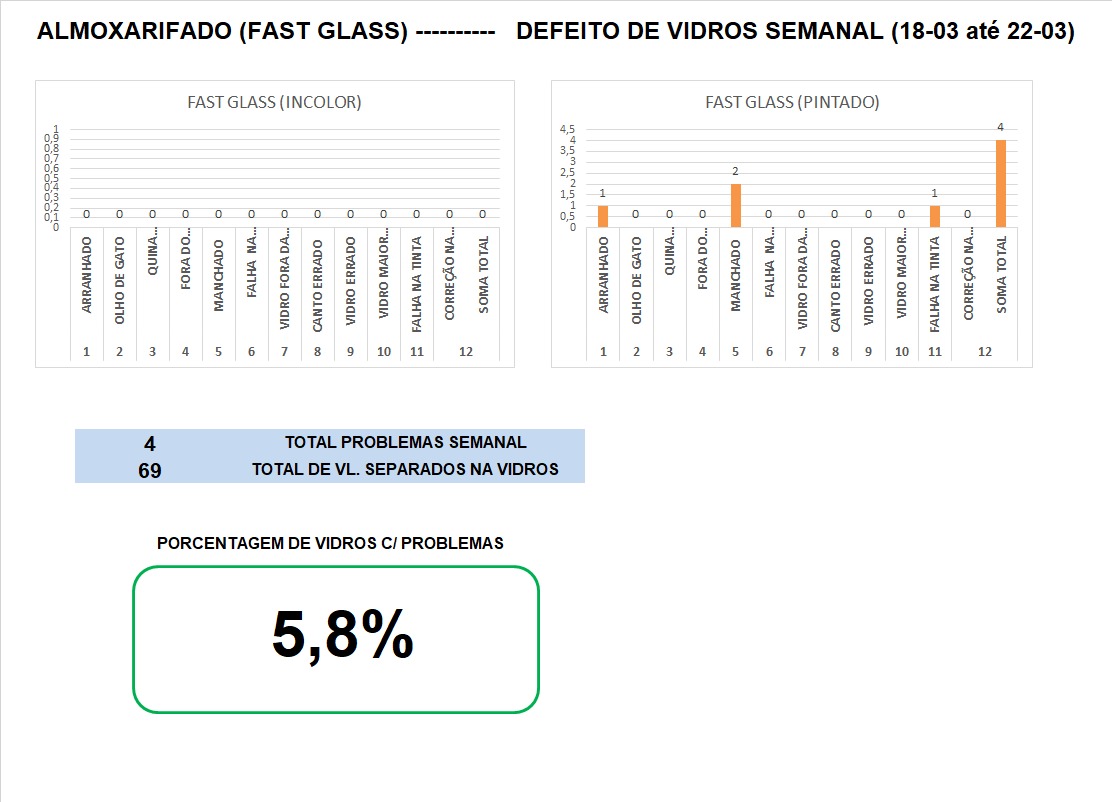 ALMOXARIFADO (FAST GLASS) ---------- DEFEITO DE VIDROS SEMANAL (18-03 até 22-03)
FAST GLASS (INCOLOR)
1
0,9
0,8
0,7
0,6
0,5
0,4
0,3
0,2
0,1
0
0 0 0 0 0 0 0 0 0 0 0 0 0
ARRANHADO
OLHO DE GATO
QUINA...
FORA DO...
MANCHADO
FALHA NA...
VIDRO FORA DA...
CANTO ERRADO
VIDRO ERRADO
VIDRO MAIOR...
FALHA NA TINTA
CORREÇÃO NA...
SOMA TOTAL
1 2 3 4 5 6 7 8 9 10 11 12
FAST GLASS (PINTADO)
4,5
4
3,5
3
2,5
2
1,5
1
0,5
0
1 0 0 0 2 0 0 0 0 0 1 0 4
ARRANHADO
OLHO DE GATO
QUINA...
FORA DO...
MANCHADO
FALHA NA...
VIDRO FORA DA...
CANTO ERRADO
VIDRO ERRADO
VIDRO MAIOR...
FALHA NA TINTA
CORREÇÃO NA...
SOMA TOTAL
1 2 3 4 5 6 7 8 9 10 11 12
4 TOTAL PROBLEMAS SEMANAL
69 TOTAL DE VL. SEPARADOS NA VIDROS
PORCENTAGEM DE VIDROS C/ PROBLEMAS
5,8%